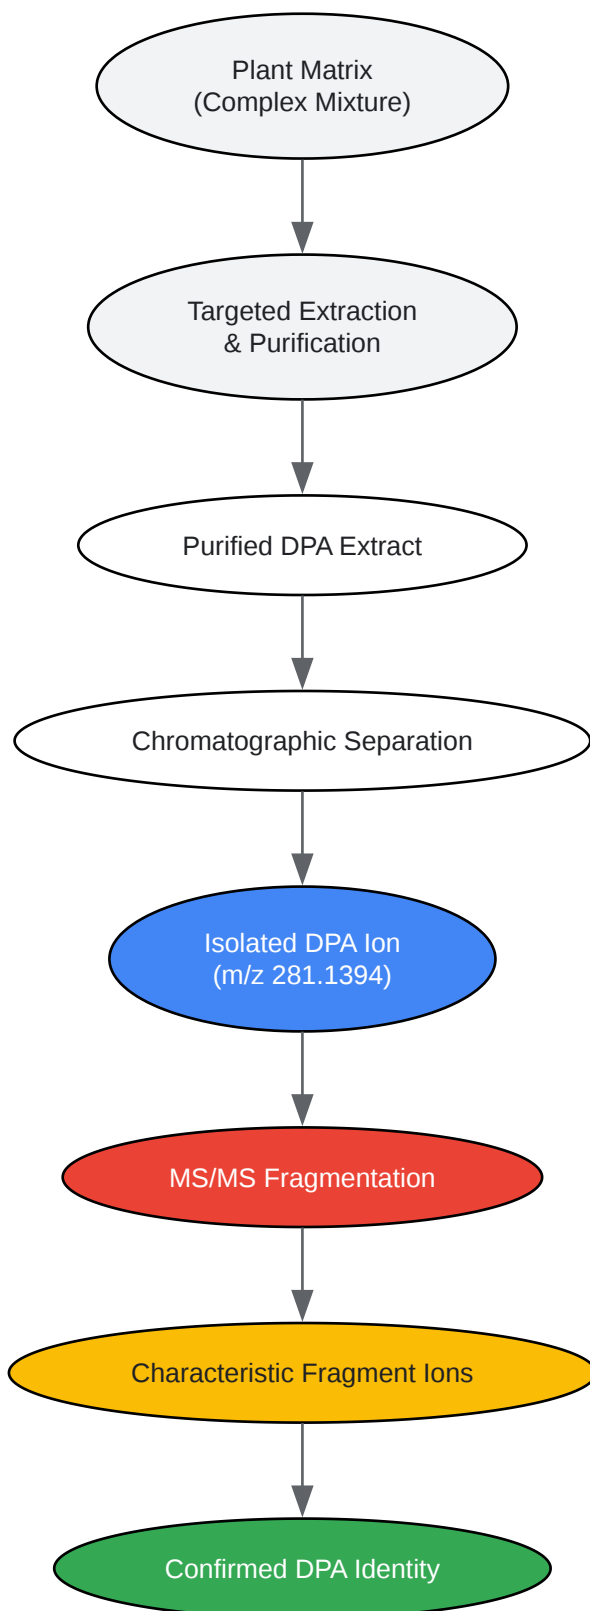 Plant Matrix
(Complex Mixture)
Targeted Extraction
& Purification
Purified DPA Extract
Chromatographic Separation
Isolated DPA Ion
(m/z 281.1394)
MS/MS Fragmentation
Characteristic Fragment Ions
Confirmed DPA Identity